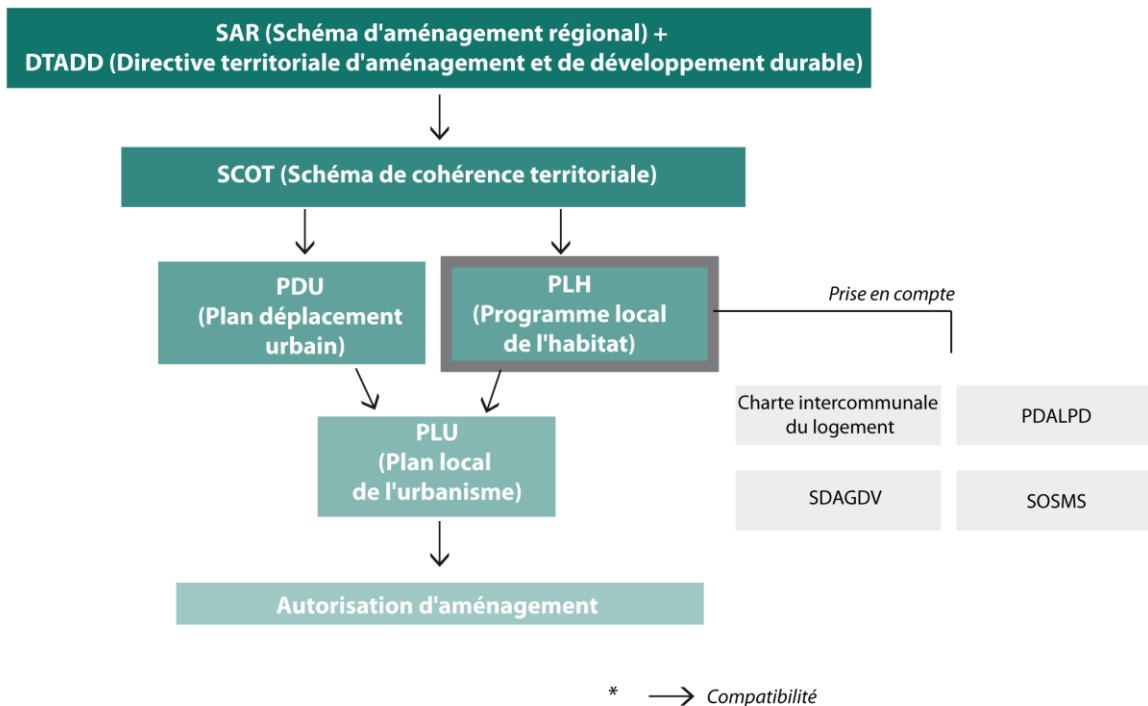 SAR (Schéma d'aménagement régional) +
DTADD (Directive territoriale d'aménagement et de développement durable)
SCOT (Schéma de cohérence territoriale)
PDU
(Plan déplacement
urbain)
PLH
(Programme local
de l'habitat)
Prise en compte
Charte intercommunale
du logement
PDALPD
SDAGDV
SOSMS
PLU
(Plan local
de l'urbanisme)
Autorisation d'aménagement
* Compatibilité